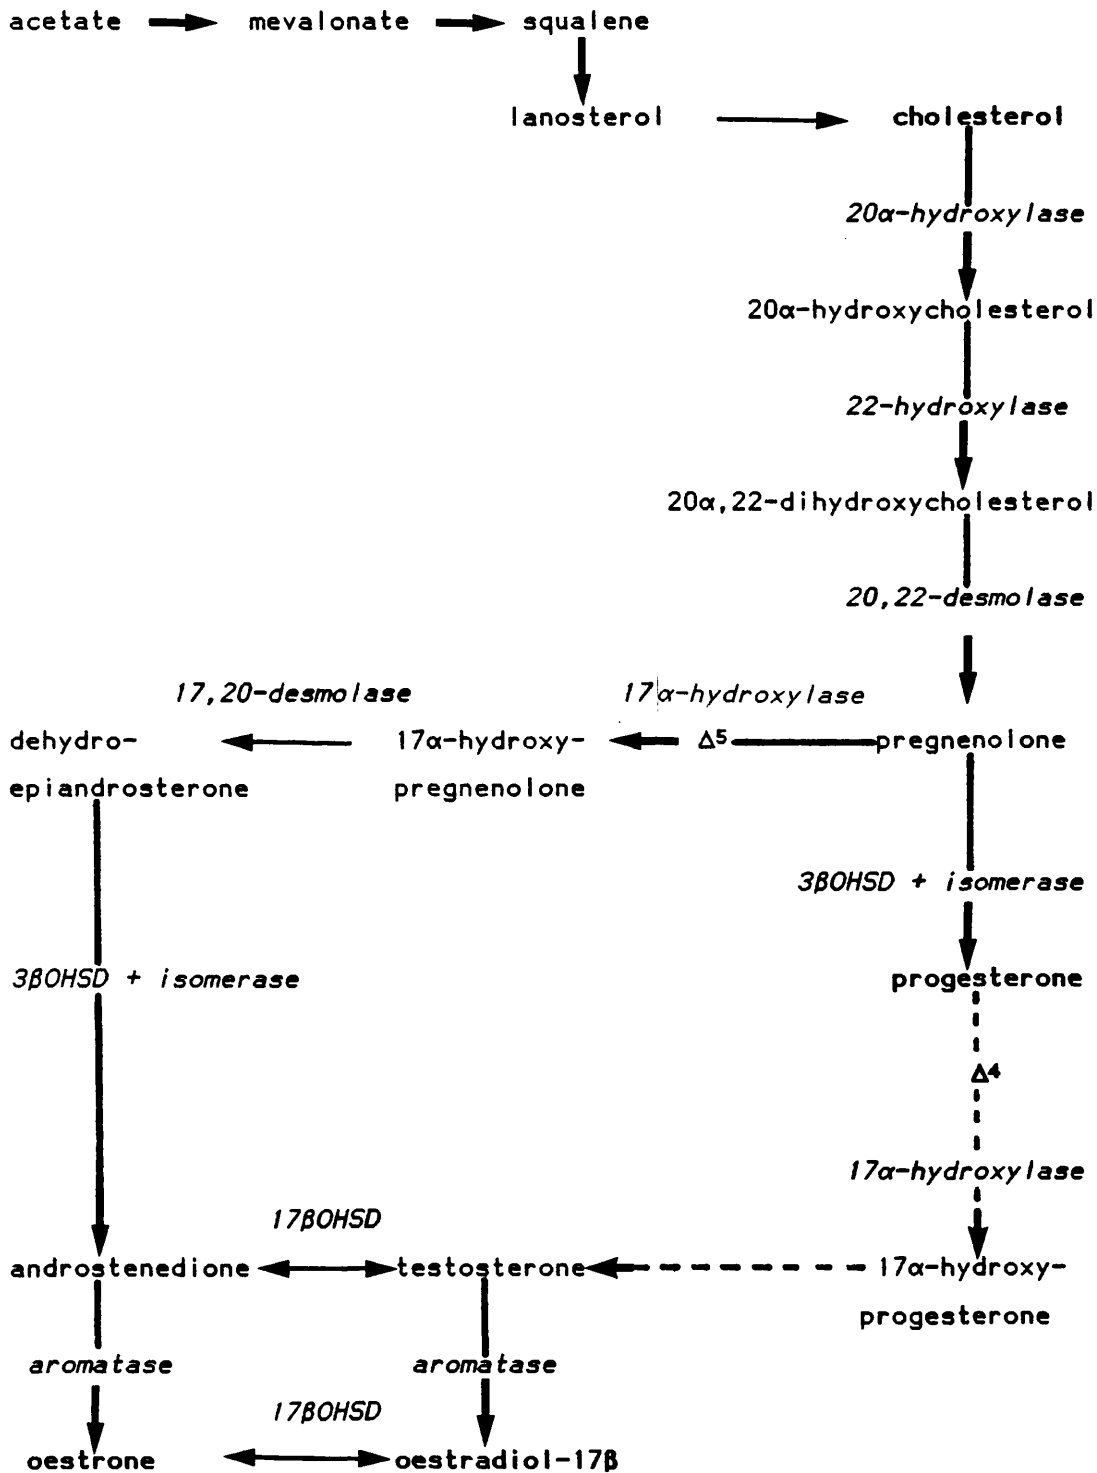 acetate mevalonate squalene
lanosterol cholesterol
20α-hydroxylase
20α-hydroxycholesterol
22-hydroxylase
20α,22-dihydroxycholesterol
20,22-desmolase
17,20-desmolase 17α-hydroxylase
dehydro- 17α-hydroxy- Δ5 pregnenolone
epiandrosterone pregnenolone
3βOHSD + isomerase
3βOHSD + isomerase progesterone
Δ4
17α-hydroxylase
17βOHSD
androstenedione testosterone 17α-hydroxy-
progesterone
aromatase aromatase
17βOHSD
oestrone oestradiol-17β